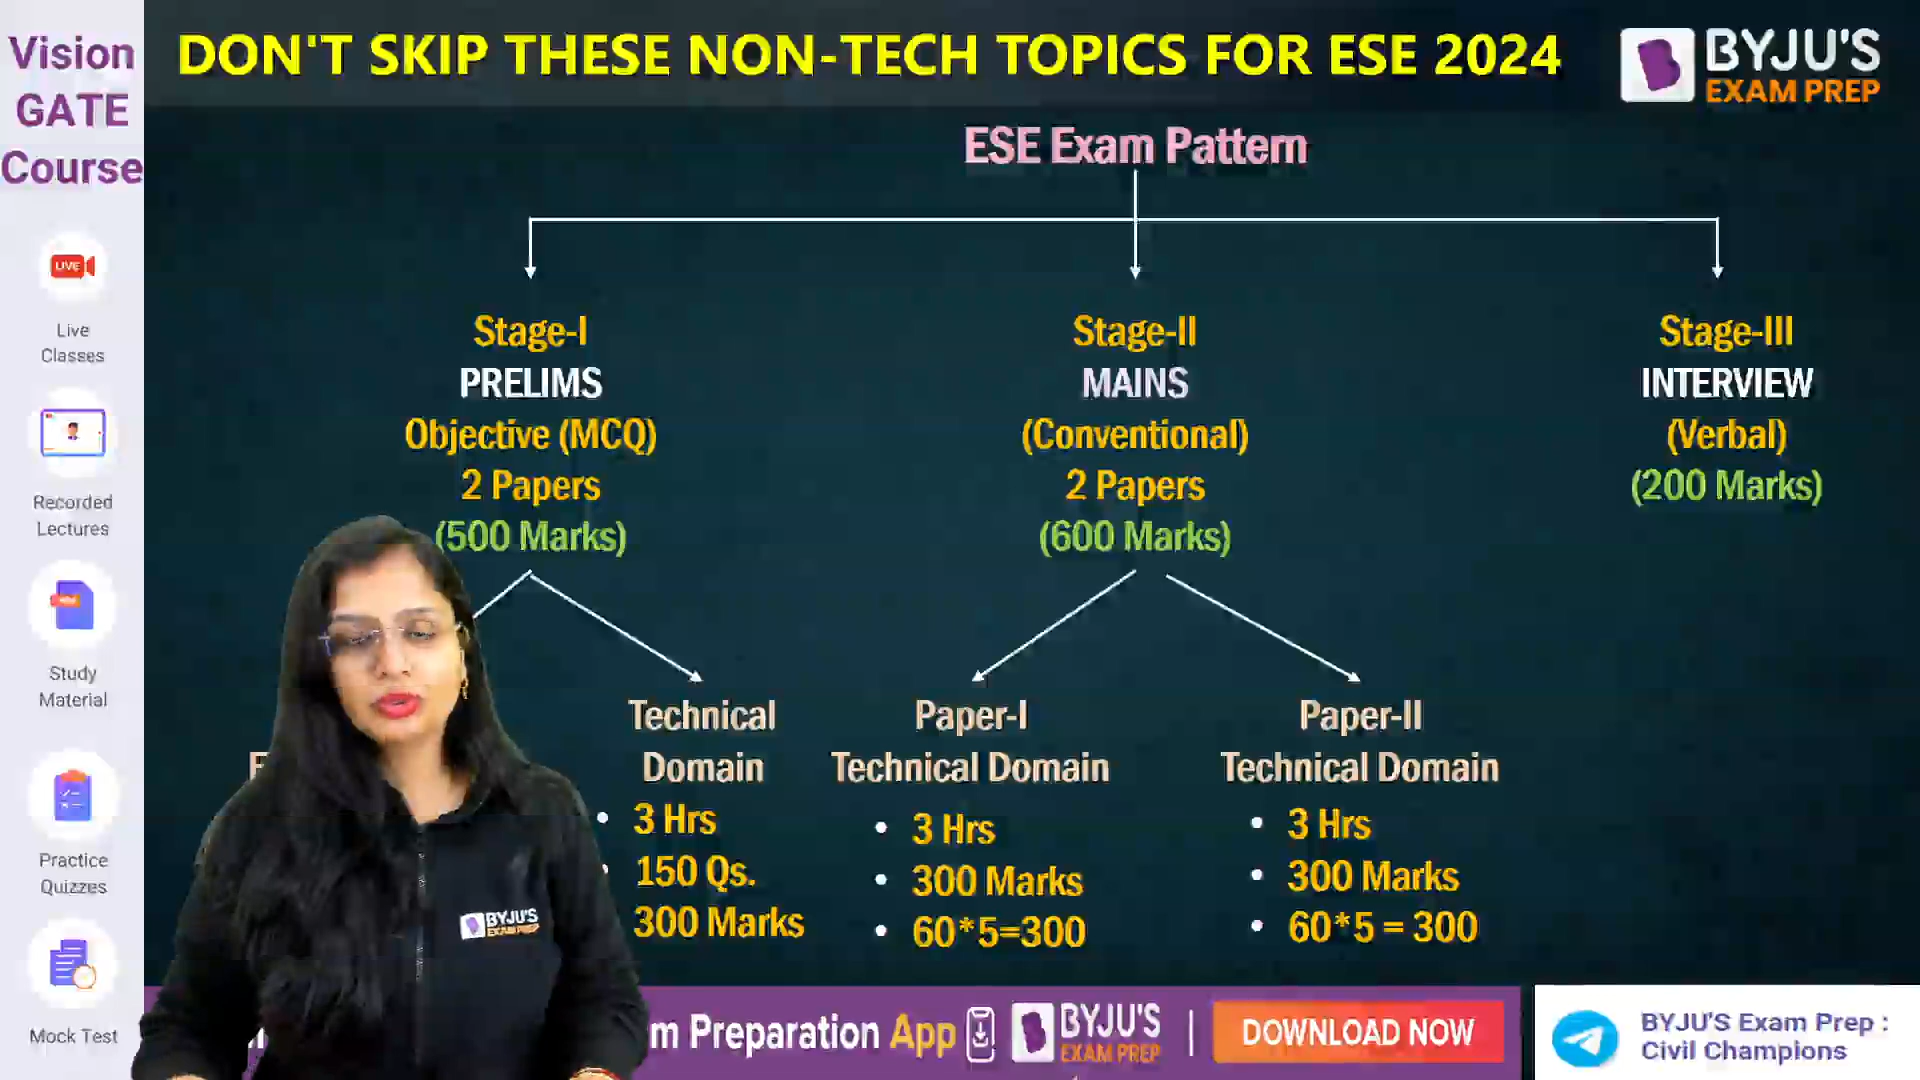 Vision
GATE
Course
DON'T SKIP THESE NON-TECH TOPICS FOR ESE 2024
BYJU'S
EXAM PREP
ESE Exam Pattern
LIVE
Live
Classes
Recorded
Lectures
Study
Material
Practice
Quizzes
Mock Test
Stage-I
PRELIMS
Objective (MCQ)
2 Papers
(500 Marks)
Technical
Domain
• 3 Hrs
• 150 Qs.
300 Marks
Stage-II
MAINS
(Conventional)
2 Papers
(600 Marks)
Paper-I
Technical Domain
• 3 Hrs
• 300 Marks
• 60*5=300
Paper-II
Technical Domain
• 3 Hrs
• 300 Marks
• 60*5 = 300
Stage-III
INTERVIEW
(Verbal)
(200 Marks)
BYJU'S
EXAM PREP
m Preparation App
BYJU'S
EXAM PREP
DOWNLOAD NOW
BYJU'S Exam Prep :
Civil Champions